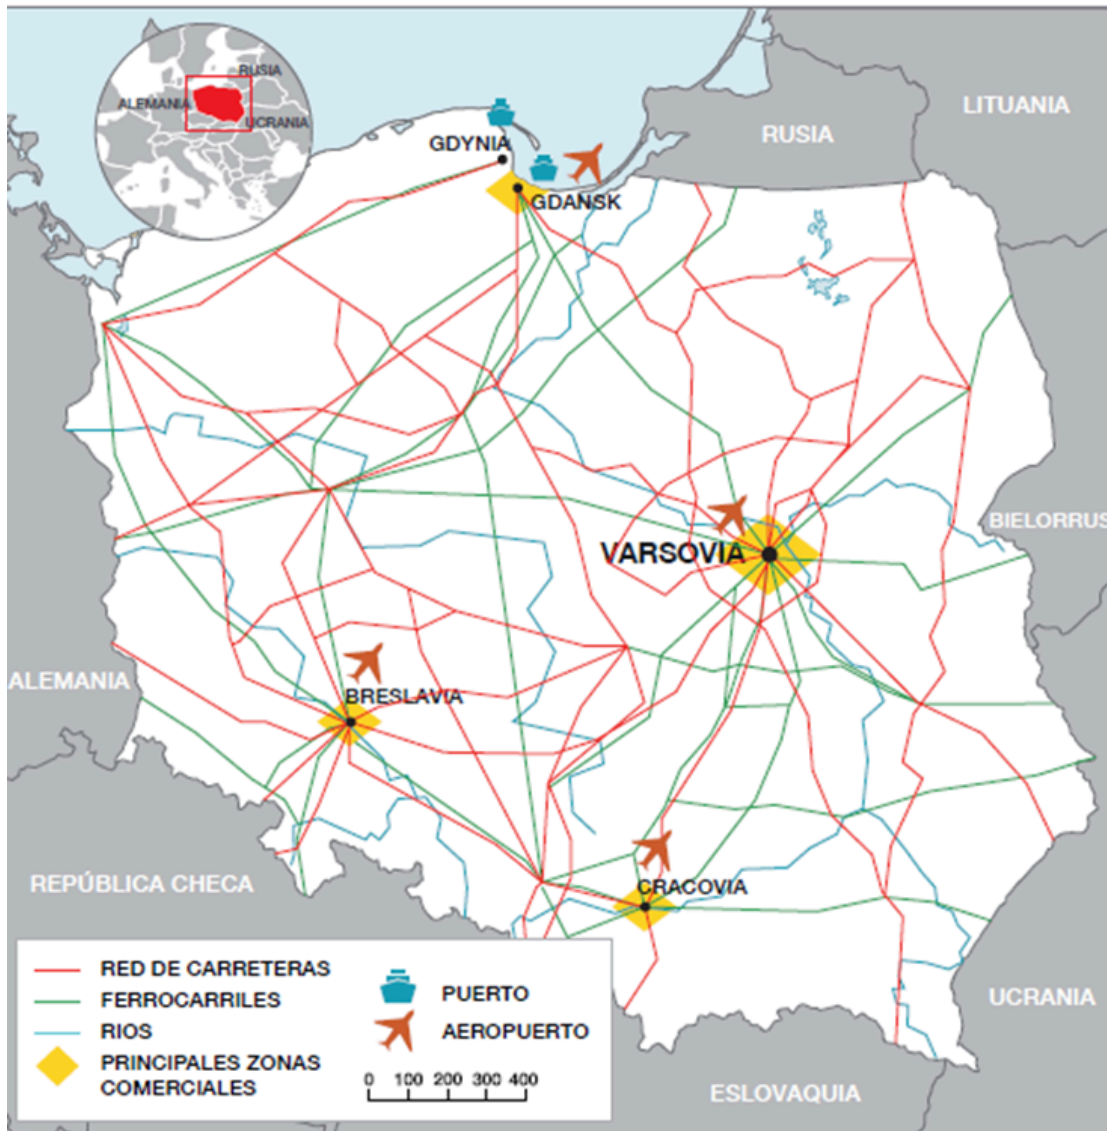 RUSIA
ALEMANIA
UCRANIA
LITUANIA
RUSIA
GDYNIA
GDAŃSK
BIELORRUS
VARSOVIA
ALEMANIA
BRESLAVIA
REPÚBLICA CHECA
CRACOVIA
UCRANIA
ESLOVAQUIA
RED DE CARRETERAS
FERROCARRILES
RIOS
PRINCIPALES ZONAS
COMERCIALES
PUERTO
AEROPUERTO
0 100 200 300 400